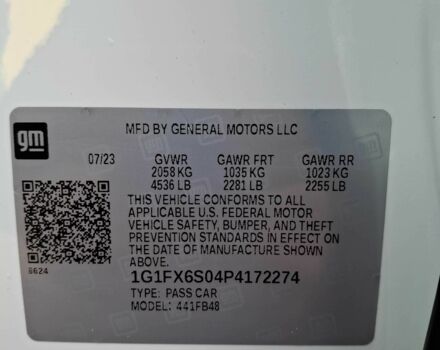 gm
MFD BY GENERAL MOTORS LLC
07/23 GVWR GAWR FRT GAWR RR
2058 KG 1035 KG 1023 KG
4536 LB 2281 LB 2255 LB
THIS VEHICLE CONFORMS TO ALL APPLICABLE
U.S. FEDERAL MOTOR
VEHICLE SAFETY, BUMPER, AND THEFT
PREVENTION STANDARDS IN EFFECT ON
THE DATE OF MANUFACTURE SHOWN
ABOVE.
8624
1G1FX6S04P4172274
TYPE: PASS CAR
MODEL: 441FB48